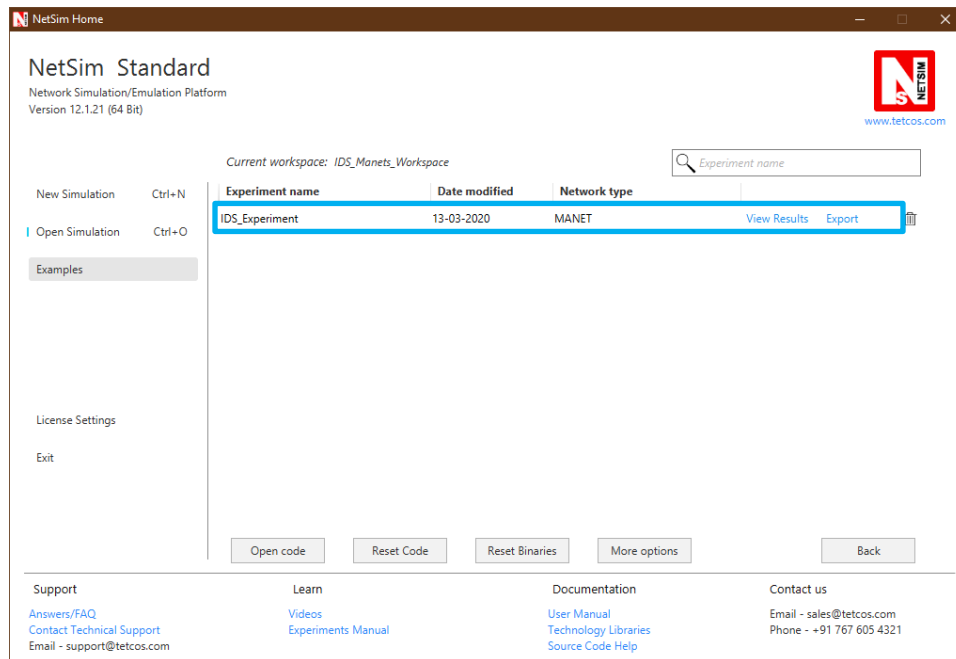 NetSim Home
NetSim Standard
Network Simulation/Emulation Platform
Version 12.1.21 (64 Bit)
NETSIM
www.tetcos.com
Current workspace: IDS_Manets_Workspace
Experiment name
New Simulation Ctrl+N
Open Simulation Ctrl+O
Examples
License Settings
Exit
Experiment name Date modified Network type
IDS_Experiment 13-03-2020 MANET View Results Export
Open code Reset Code Reset Binaries More options Back
Support
Answers/FAQ
Contact Technical Support
Email - support@tetcos.com
Learn
Videos
Experiments Manual
Documentation
User Manual
Technology Libraries
Source Code Help
Contact us
Email - sales@tetcos.com
Phone - +91 767 605 4321